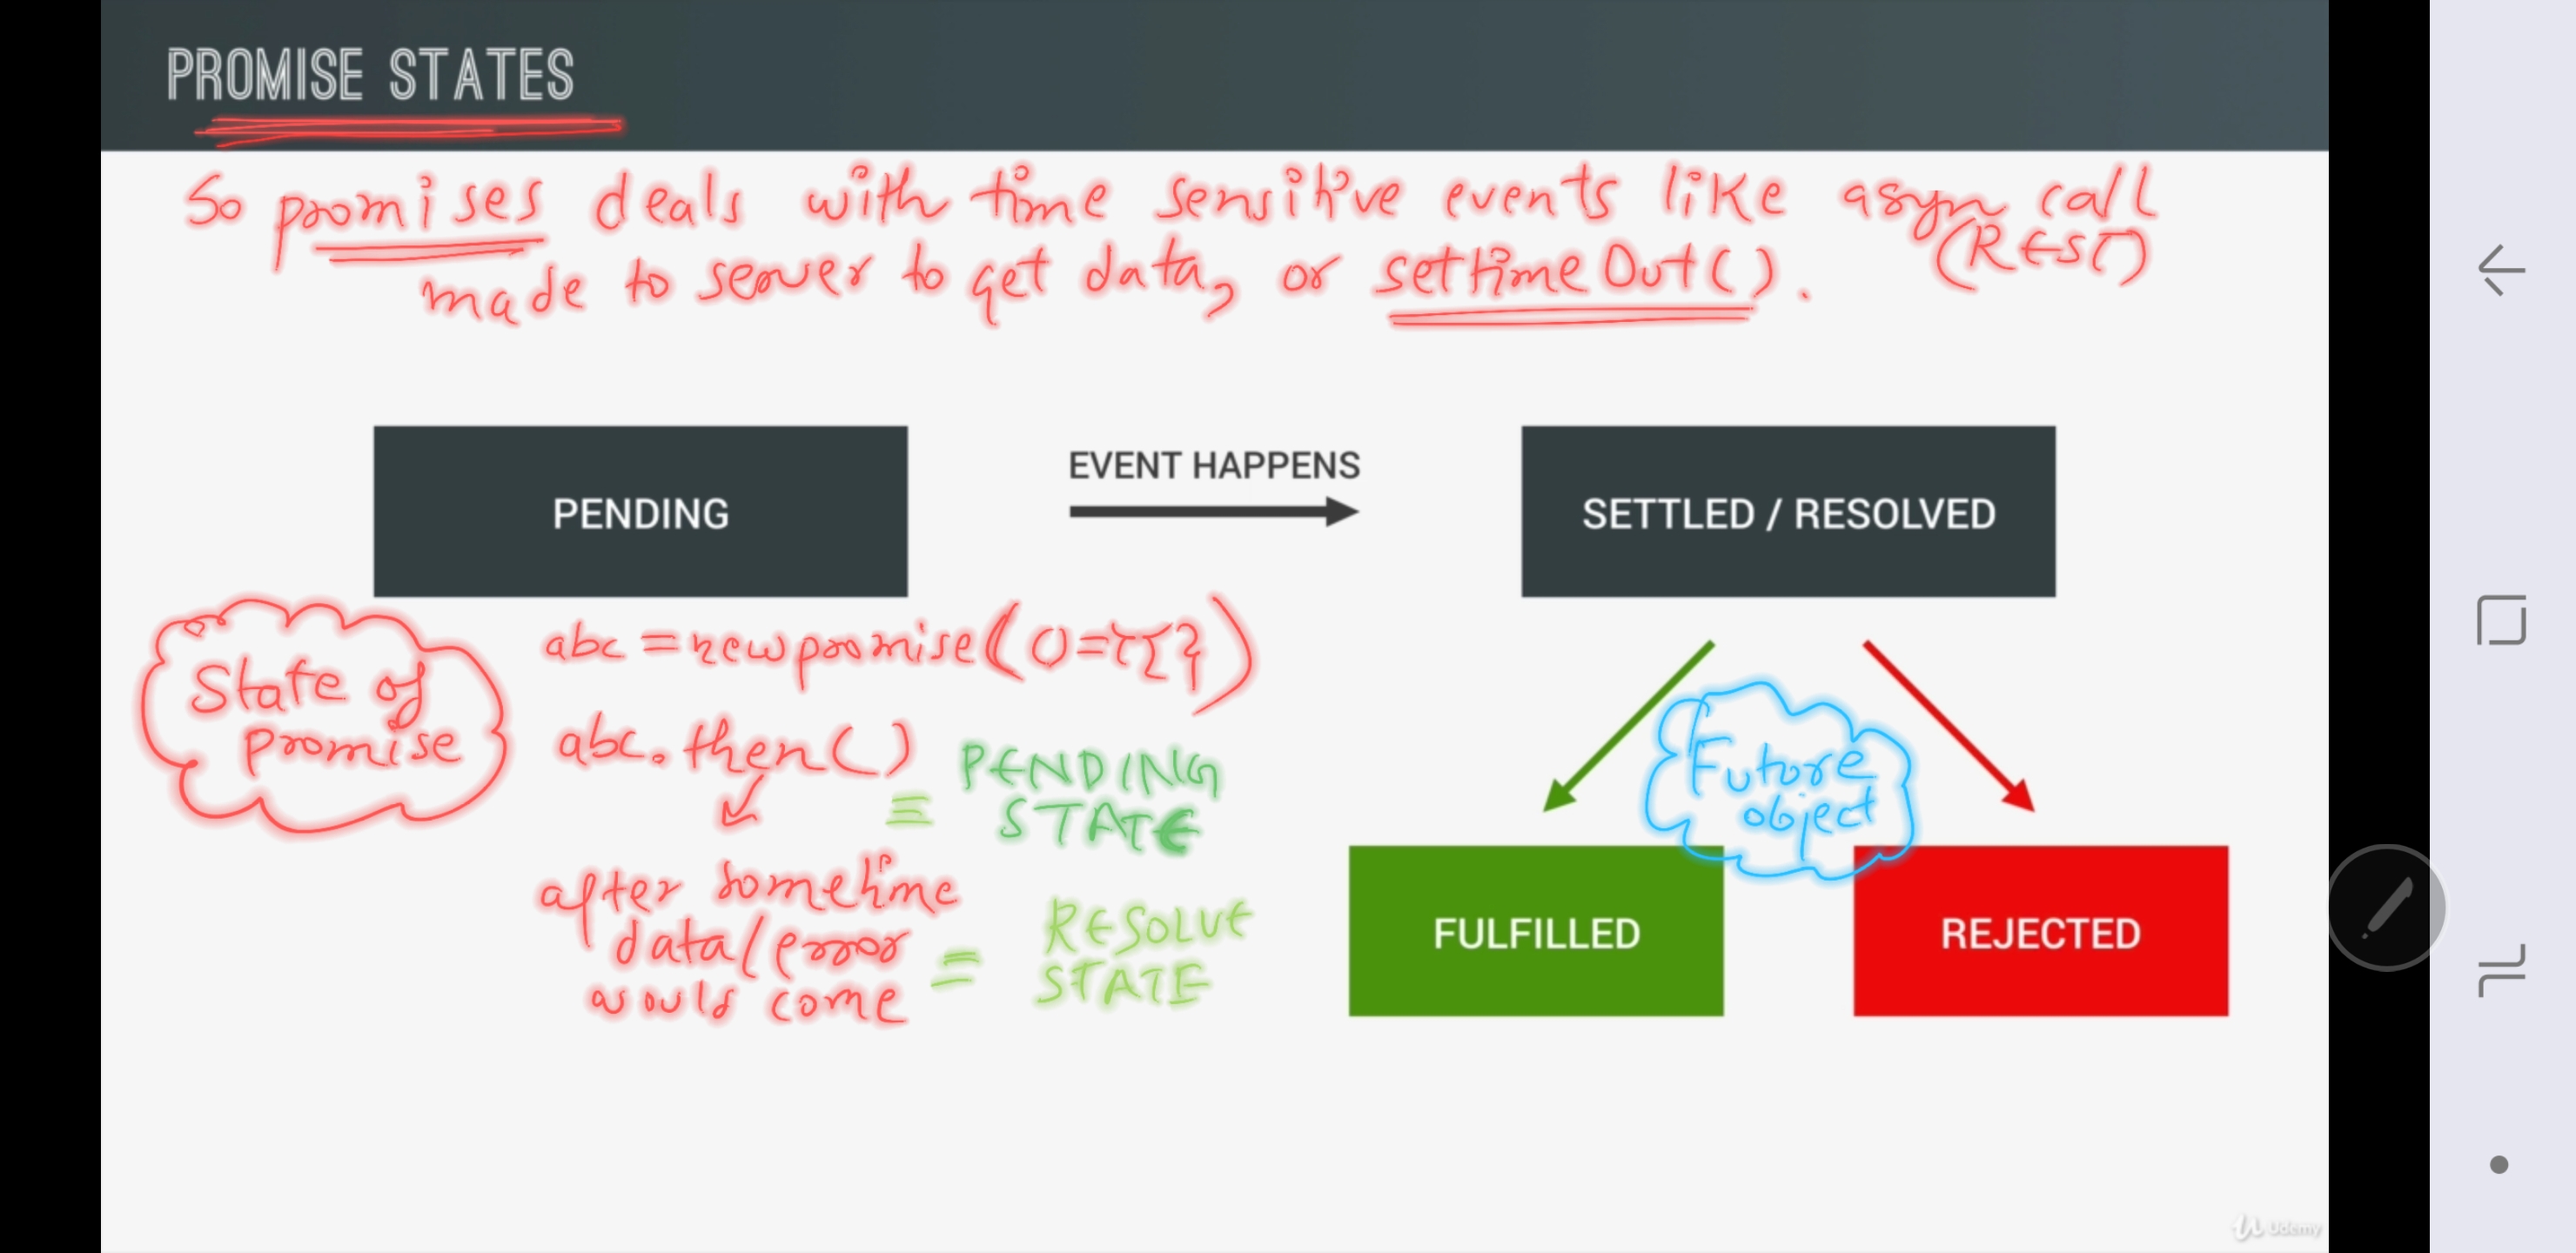 PROMISE STATES
So promises deals with time sensitive events like asyn call
(REST)
made to server to get data, or settimeOut().
PENDING
EVENT HAPPENS
SETTLED / RESOLVED
State of
promise
abc = new promise(()=>{})
abc.then()
= PENDING
STATE
after sometime
data/error
would come
= RESOLVE
STATE
Future
object
FULFILLED
REJECTED
Udemy